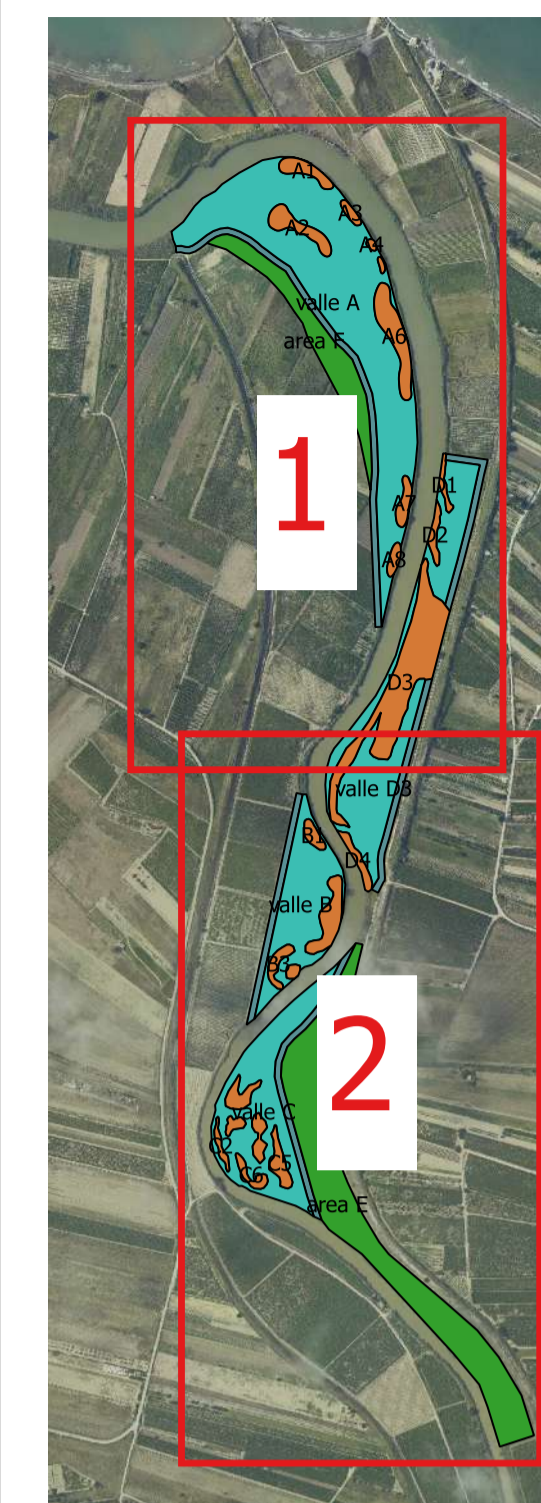 A1
A3
A2
A4
valle A
A6
area F
1
D1
A7
D2
A8
D3
valle D3
B1
D4
valle B
B3
2
valle C
C2
C5
C6
area E